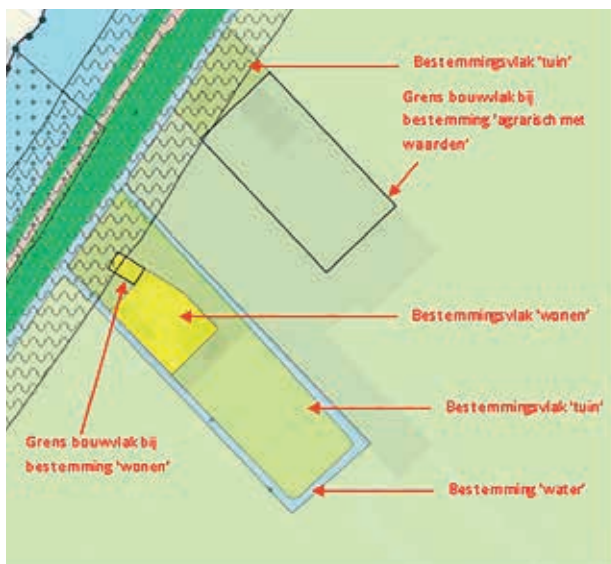 Bestemmingsvlak 'tuin'
Grens bouwvlak bij
bestemming 'agrarisch met
waarden'
Bestemmingsvlak 'wonen'
Bestemmingsvlak 'tuin'
Grens bouwvlak bij
bestemming 'wonen'
Bestemming 'water'